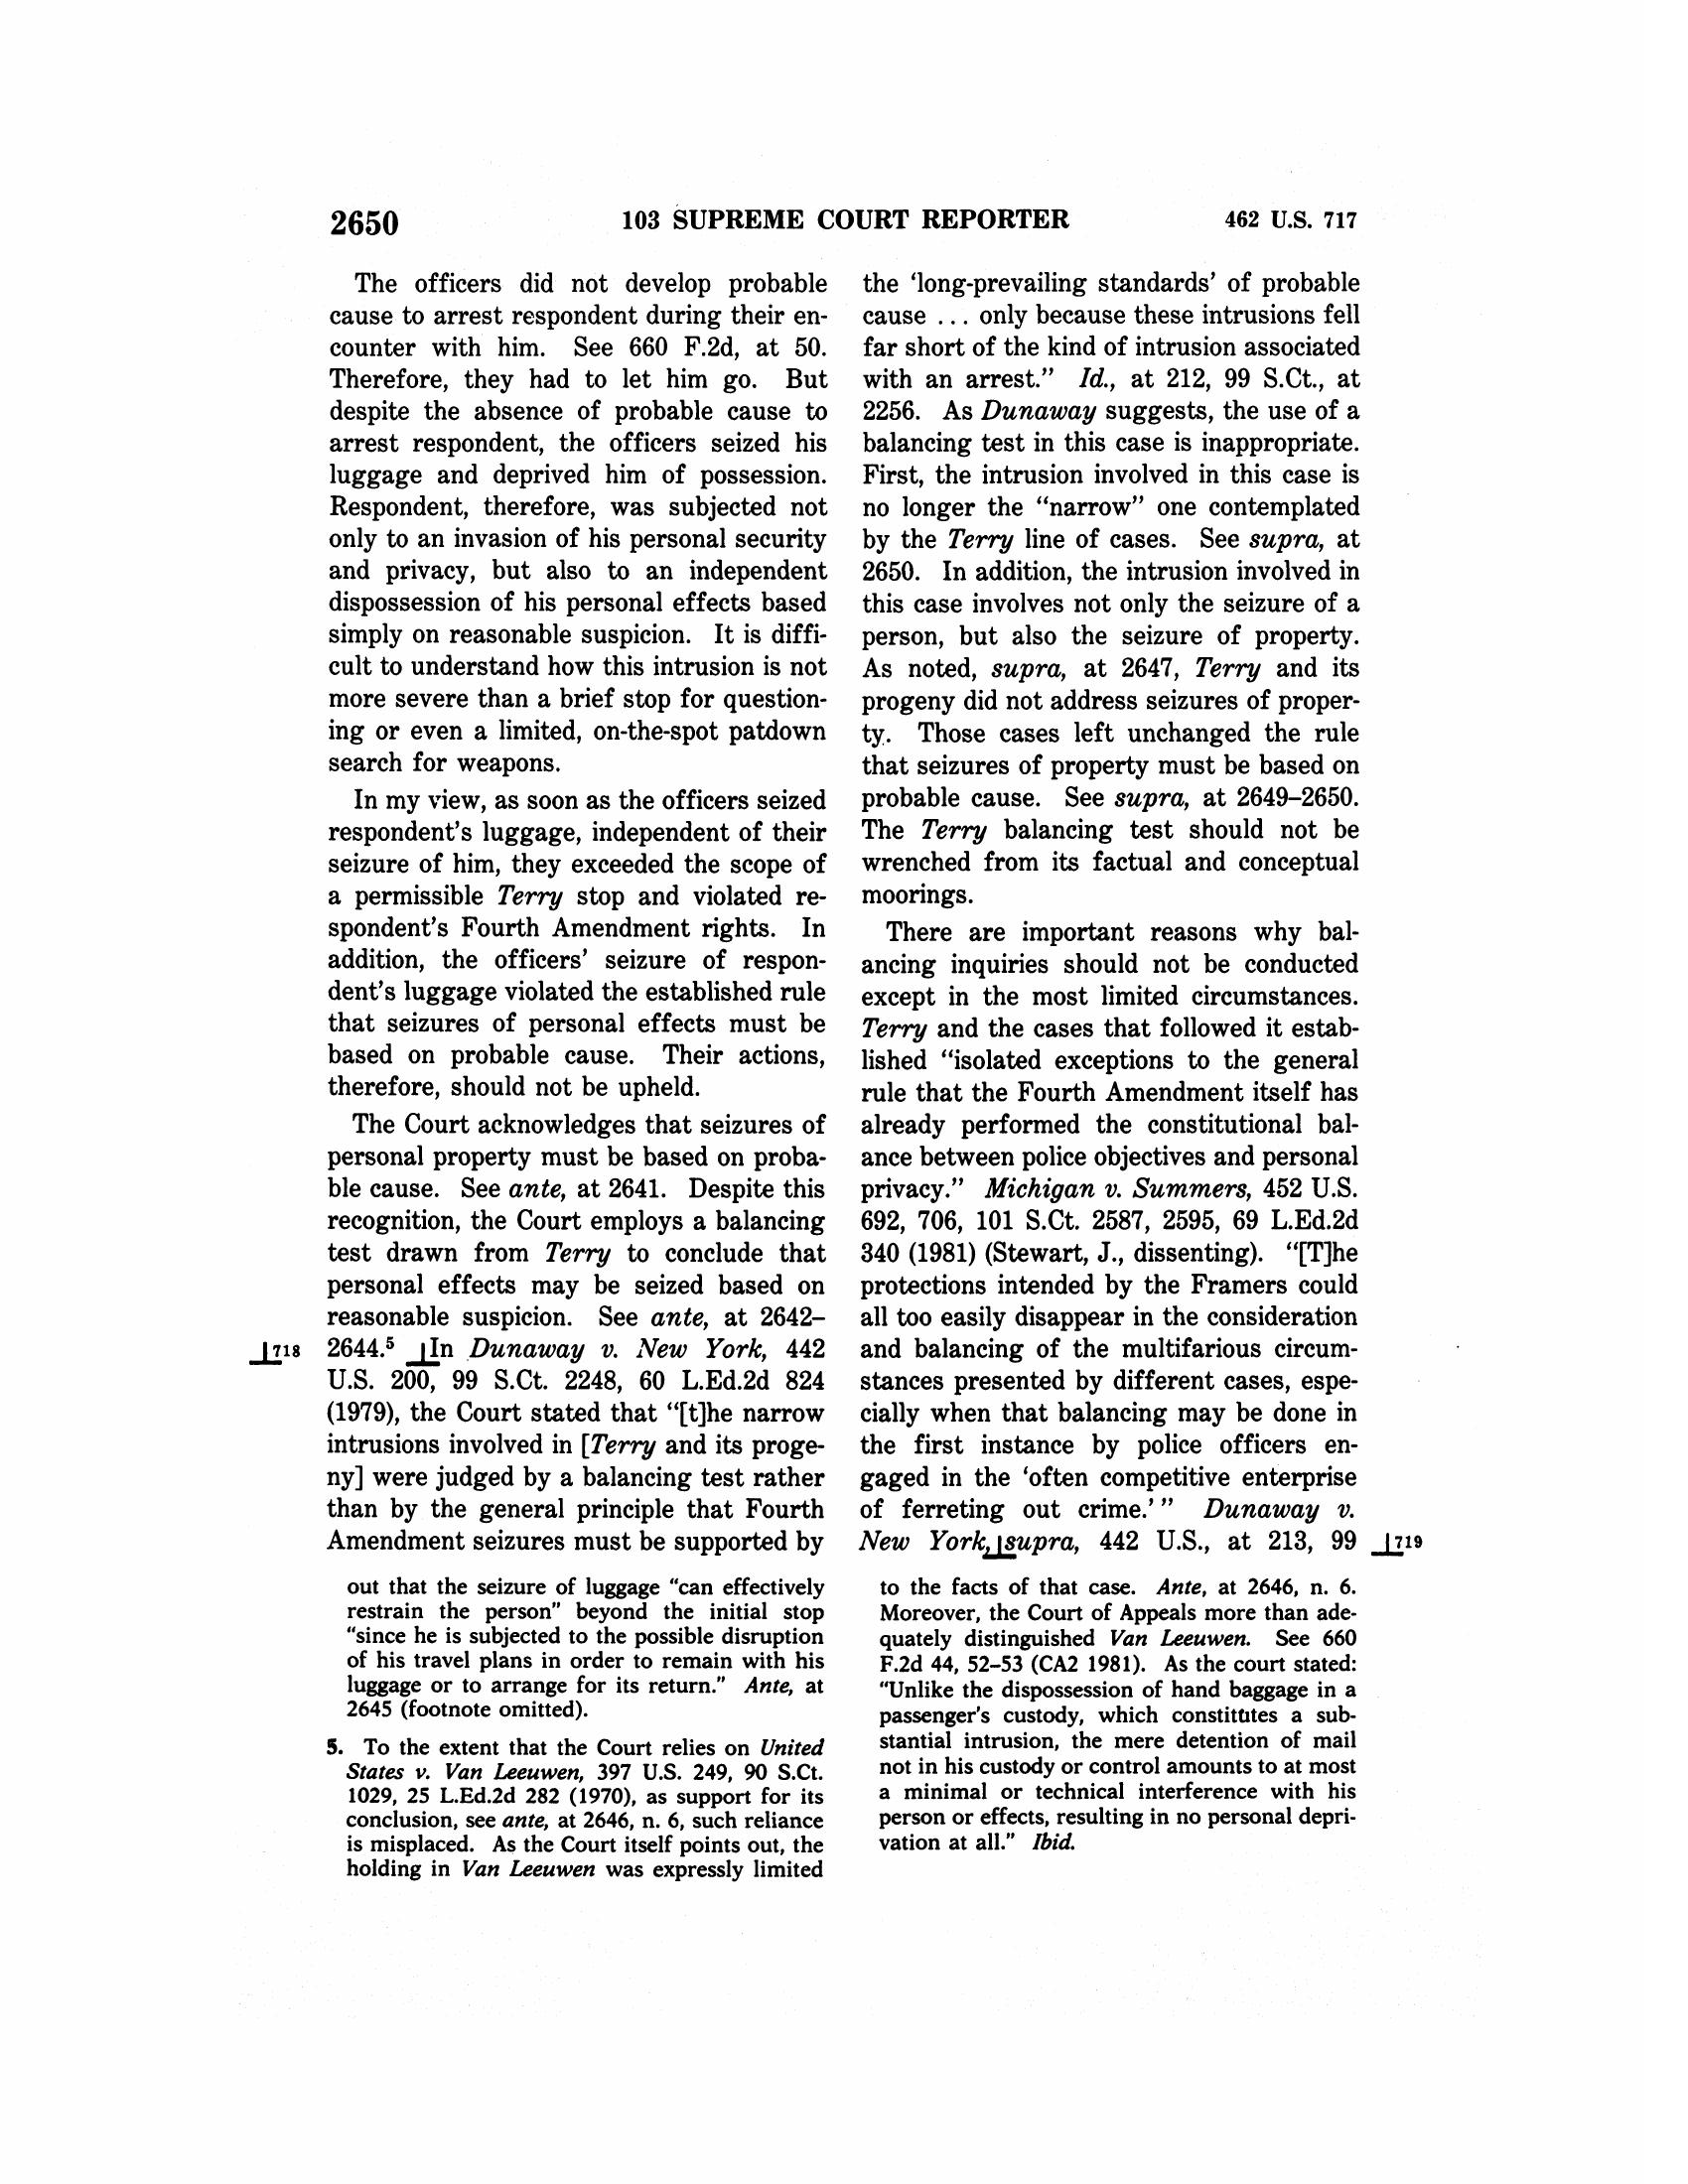 2650
103 SUPREME COURT REPORTER
462 U.S. 717
The officers did not develop probable
cause to arrest respondent during their en-
counter with him. See 660 F.2d, at 50.
Therefore, they had to let him go. But
despite the absence of probable cause to
arrest respondent, the officers seized his
luggage and deprived him of possession.
Respondent, therefore, was subjected not
only to an invasion of his personal security
and privacy, but also to an independent
dispossession of his personal effects based
simply on reasonable suspicion. It is diffi-
cult to understand how this intrusion is not
more severe than a brief stop for question-
ing or even a limited, on-the-spot patdown
search for weapons.
In my view, as soon as the officers seized
respondent's luggage, independent of their
seizure of him, they exceeded the scope of
a permissible Terry stop and violated re-
spondent's Fourth Amendment rights. In
addition, the officers' seizure of respon-
dent's luggage violated the established rule
that seizures of personal effects must be
based on probable cause. Their actions,
therefore, should not be upheld.
The Court acknowledges that seizures of
personal property must be based on proba-
ble cause. See ante, at 2641. Despite this
recognition, the Court employs a balancing
test drawn from Terry to conclude that
personal effects may be seized based on
reasonable suspicion. See ante, at 2642–
718 2644.5 In Dunaway v. New York, 442
U.S. 200, 99 S.Ct. 2248, 60 L.Ed.2d 824
(1979), the Court stated that “[t]he narrow
intrusions involved in [Terry and its proge-
ny] were judged by a balancing test rather
than by the general principle that Fourth
Amendment seizures must be supported by
the ‘long-prevailing standards’ of probable
cause ... only because these intrusions fell
far short of the kind of intrusion associated
with an arrest.” Id., at 212, 99 S.Ct., at
2256. As Dunaway suggests, the use of a
balancing test in this case is inappropriate.
First, the intrusion involved in this case is
no longer the “narrow” one contemplated
by the Terry line of cases. See supra, at
2650. In addition, the intrusion involved in
this case involves not only the seizure of a
person, but also the seizure of property.
As noted, supra, at 2647, Terry and its
progeny did not address seizures of proper-
ty. Those cases left unchanged the rule
that seizures of property must be based on
probable cause. See supra, at 2649–2650.
The Terry balancing test should not be
wrenched from its factual and conceptual
moorings.
There are important reasons why bal-
ancing inquiries should not be conducted
except in the most limited circumstances.
Terry and the cases that followed it estab-
lished “isolated exceptions to the general
rule that the Fourth Amendment itself has
already performed the constitutional bal-
ance between police objectives and personal
privacy.” Michigan v. Summers, 452 U.S.
692, 706, 101 S.Ct. 2587, 2595, 69 L.Ed.2d
340 (1981) (Stewart, J., dissenting). “[T]he
protections intended by the Framers could
all too easily disappear in the consideration
and balancing of the multifarious circum-
stances presented by different cases, espe-
cially when that balancing may be done in
the first instance by police officers en-
gaged in the ‘often competitive enterprise
of ferreting out crime.’ ” Dunaway v.
New York, supra, 442 U.S., at 213, 99 719
out that the seizure of luggage “can effectively
restrain the person” beyond the initial stop
“since he is subjected to the possible disruption
of his travel plans in order to remain with his
luggage or to arrange for its return.” Ante, at
2645 (footnote omitted).
5. To the extent that the Court relies on United
States v. Van Leeuwen, 397 U.S. 249, 90 S.Ct.
1029, 25 L.Ed.2d 282 (1970), as support for its
conclusion, see ante, at 2646, n. 6, such reliance
is misplaced. As the Court itself points out, the
holding in Van Leeuwen was expressly limited
to the facts of that case. Ante, at 2646, n. 6.
Moreover, the Court of Appeals more than ade-
quately distinguished Van Leeuwen. See 660
F.2d 44, 52–53 (CA2 1981). As the court stated:
“Unlike the dispossession of hand baggage in a
passenger's custody, which constitutes a sub-
stantial intrusion, the mere detention of mail
not in his custody or control amounts to at most
a minimal or technical interference with his
person or effects, resulting in no personal depri-
vation at all.” Ibid.